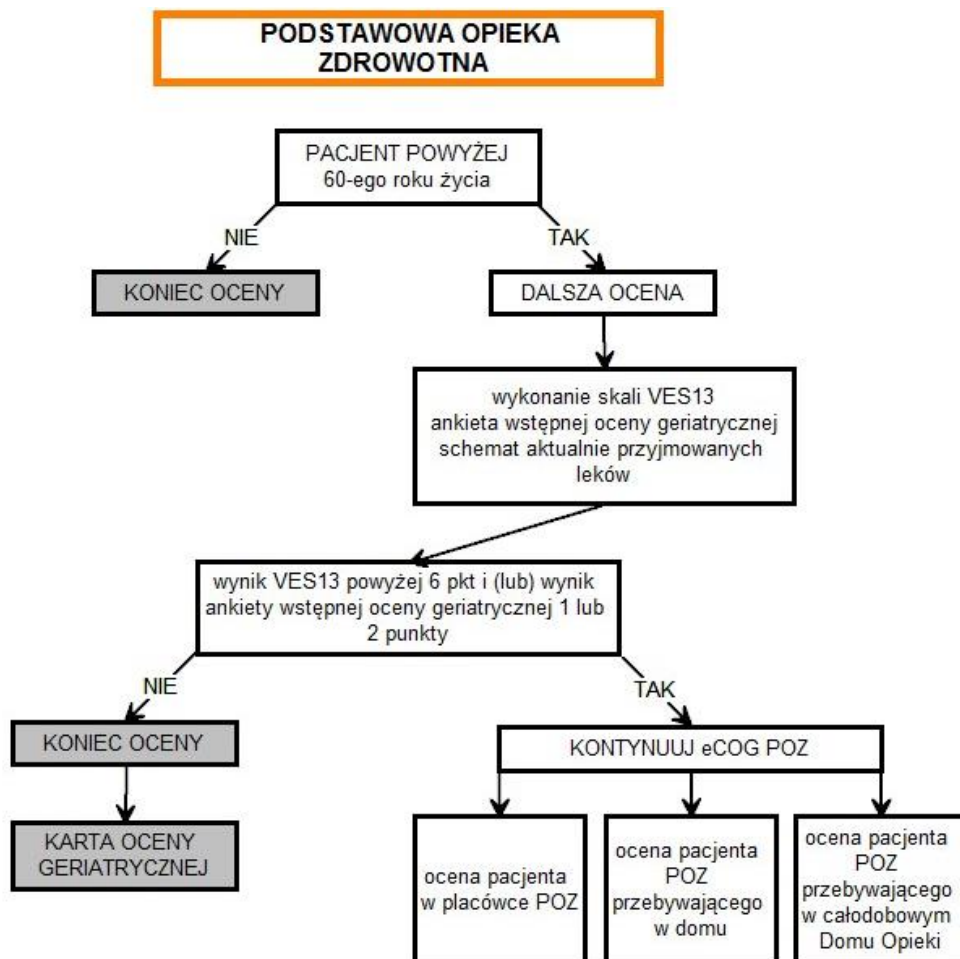 PODSTAWOWA OPIEKA
ZDROWOTNA
PACJENT POWYŻEJ
60-ego roku życia
NIE
TAK
KONIEC OCENY
DALSZA OCENA
wykonanie skali VES13
ankieta wstępnej oceny geriatrycznej
schemat aktualnie przyjmowanych
leków
wynik VES13 powyżej 6 pkt i (lub) wynik
ankiety wstępnej oceny geriatrycznej 1 lub
2 punkty
NIE
TAK
KONIEC OCENY
KONTYNUUJ eCOG POZ
KARTA OCENY
GERIATRYCZNEJ
ocena pacjenta
w placówce POZ
ocena pacjenta
POZ
przebywającego
w domu
ocena pacjenta
POZ
przebywającego
w całodobowym
Domu Opieki